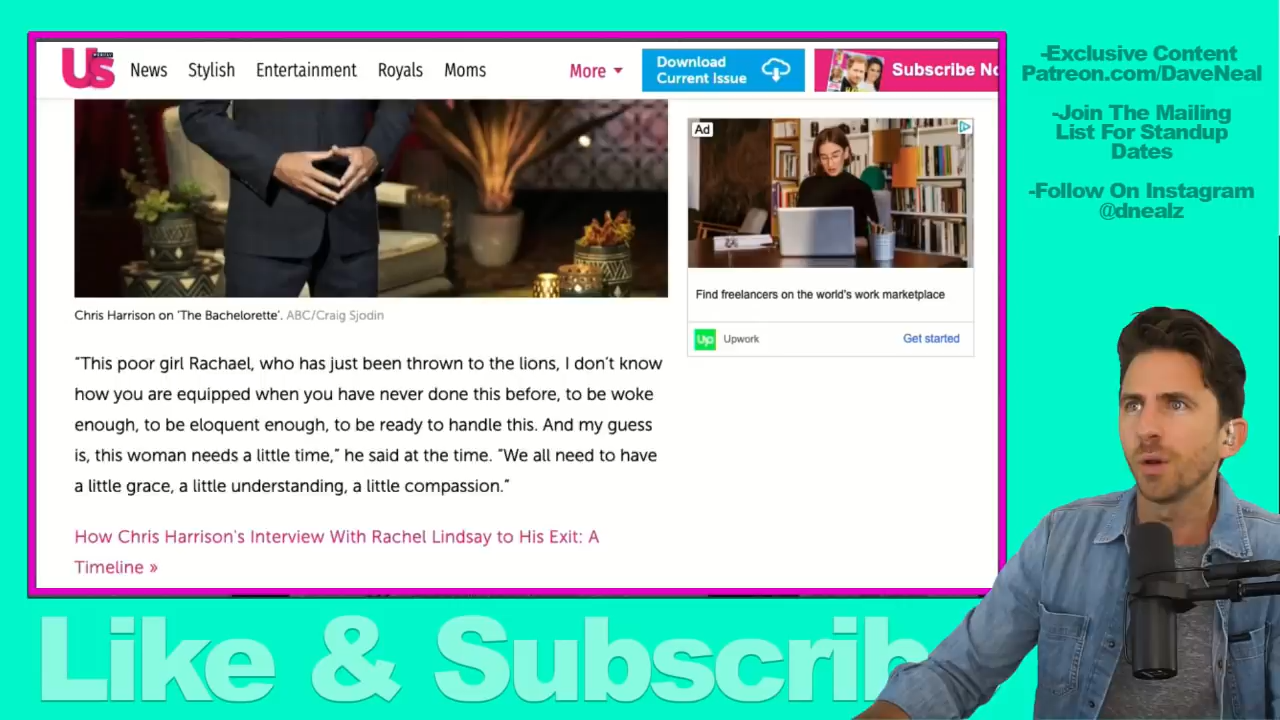 Us WEEKLY
News
Stylish
Entertainment
Royals
Moms
More
Download
Current Issue
Subscribe No
Ad
Find freelancers on the world's work marketplace
Up
Upwork
Get started
Chris Harrison on 'The Bachelorette'. ABC/Craig Sjodin
“This poor girl Rachael, who has just been thrown to the lions, I don’t know
how you are equipped when you have never done this before, to be woke
enough, to be eloquent enough, to be ready to handle this. And my guess
is, this woman needs a little time,” he said at the time. “We all need to have
a little grace, a little understanding, a little compassion.”
How Chris Harrison's Interview With Rachel Lindsay to His Exit: A
Timeline »
-Exclusive Content
Patreon.com/DaveNeal
-Join The Mailing
List For Standup
Dates
-Follow On Instagram
@dnealz
Like & Subscrib